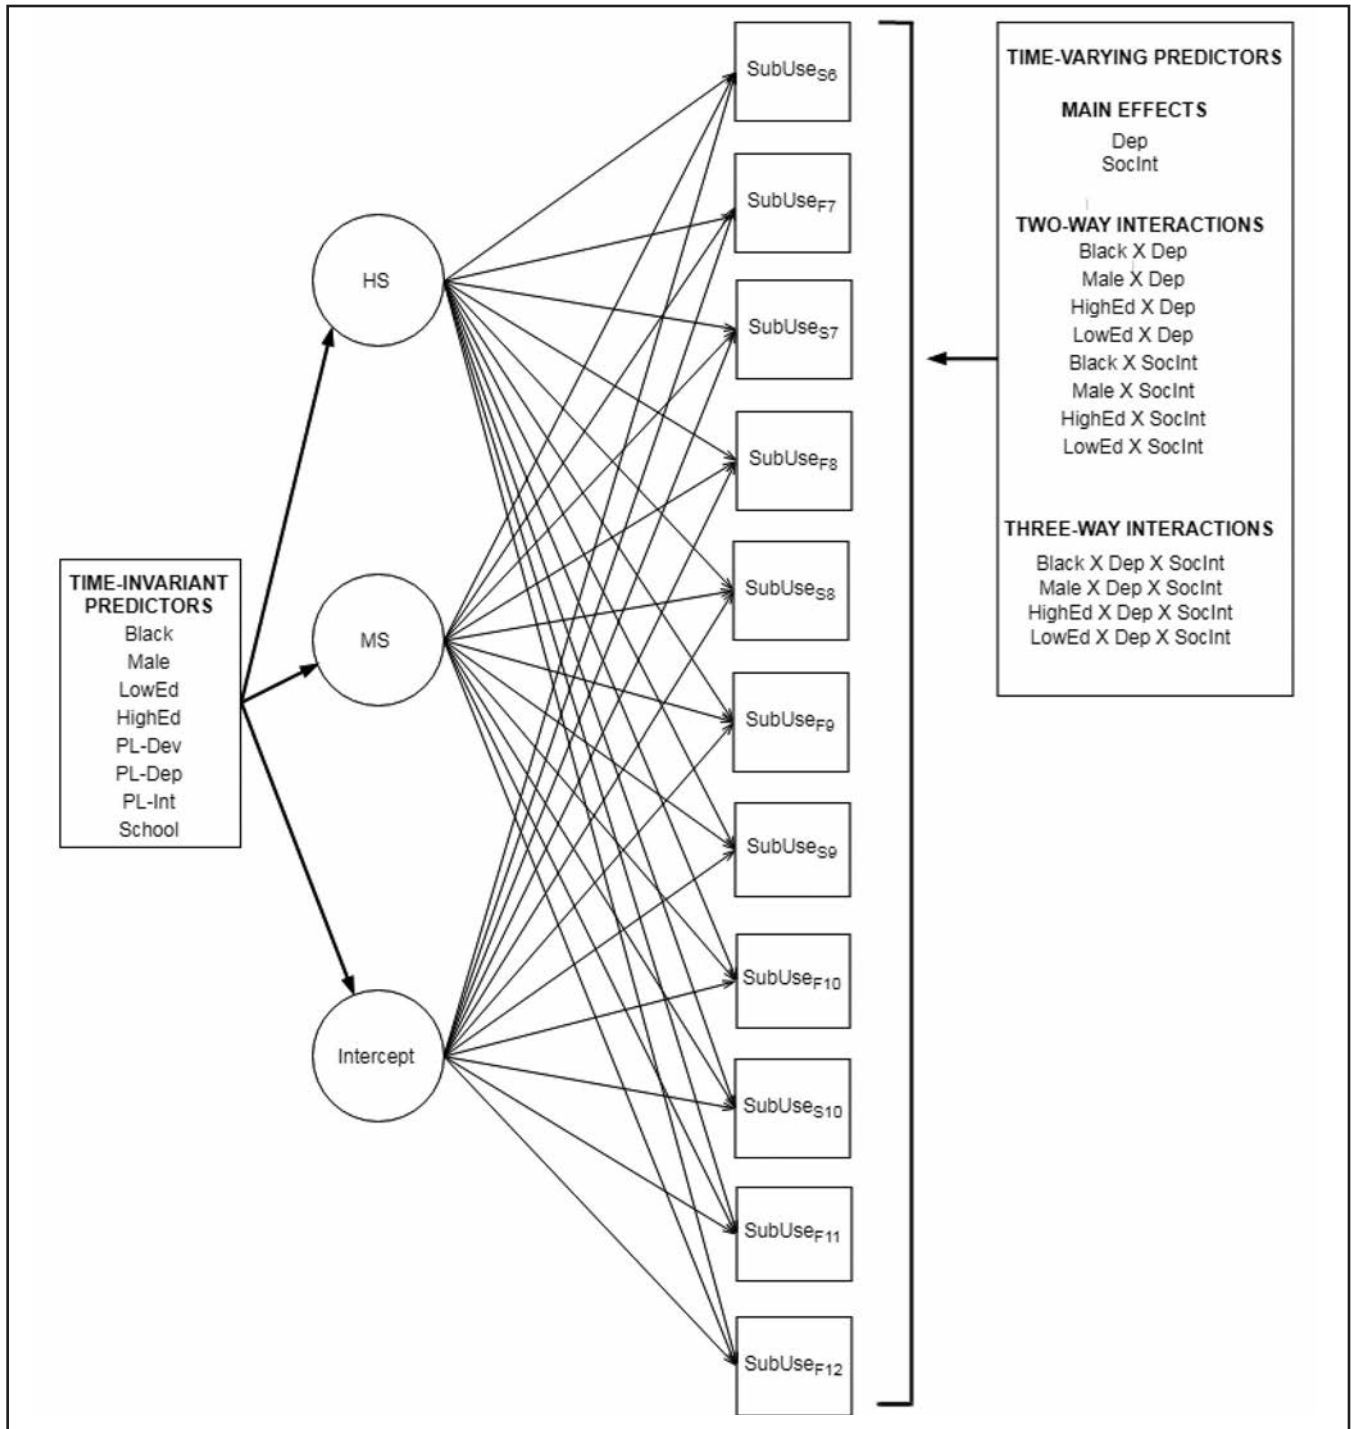 TIME-INVARIANT
PREDICTORS
Black
Male
LowEd
HighEd
PL-Dev
PL-Dep
PL-Int
School
HS
MS
Intercept
SubUseS6
SubUseF7
SubUseS7
SubUseF8
SubUseS8
SubUseF9
SubUseS9
SubUseF10
SubUseS10
SubUseF11
SubUseF12
TIME-VARYING PREDICTORS
MAIN EFFECTS
Dep
SocInt
TWO-WAY INTERACTIONS
Black X Dep
Male X Dep
HighEd X Dep
LowEd X Dep
Black X SocInt
Male X SocInt
HighEd X SocInt
LowEd X SocInt
THREE-WAY INTERACTIONS
Black X Dep X SocInt
Male X Dep X SocInt
HighEd X Dep X SocInt
LowEd X Dep X SocInt